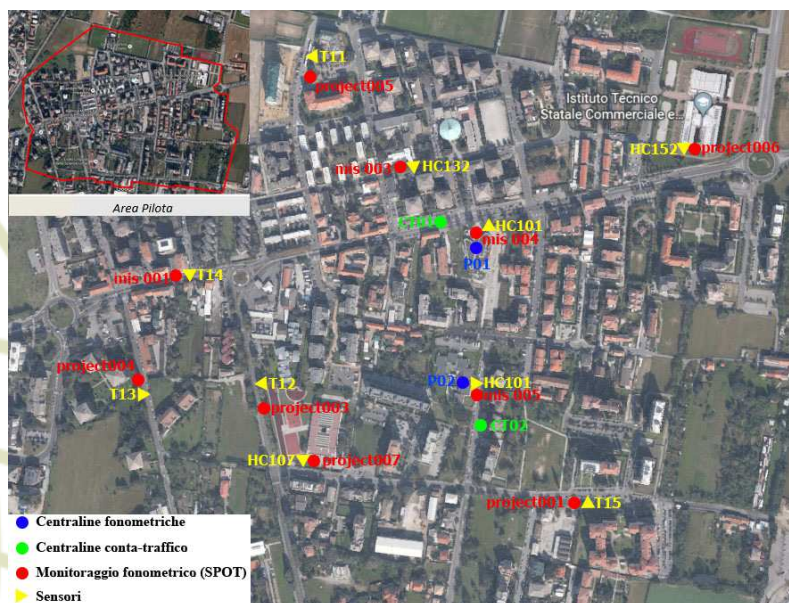 T11
project005
Istituto Tecnico
Statale Commerciale e...
HC152
project006
mis 003
HC132
Area Pilota
CT01
HC101
mis 004
P01
mis 001
T14
project004
T13
T12
project003
P02
HC101
mis 005
CT02
HC107
project007
project001
T15
Centraline fonometriche
Centraline conta-traffico
Monitoraggio fonometrico (SPOT)
Sensori